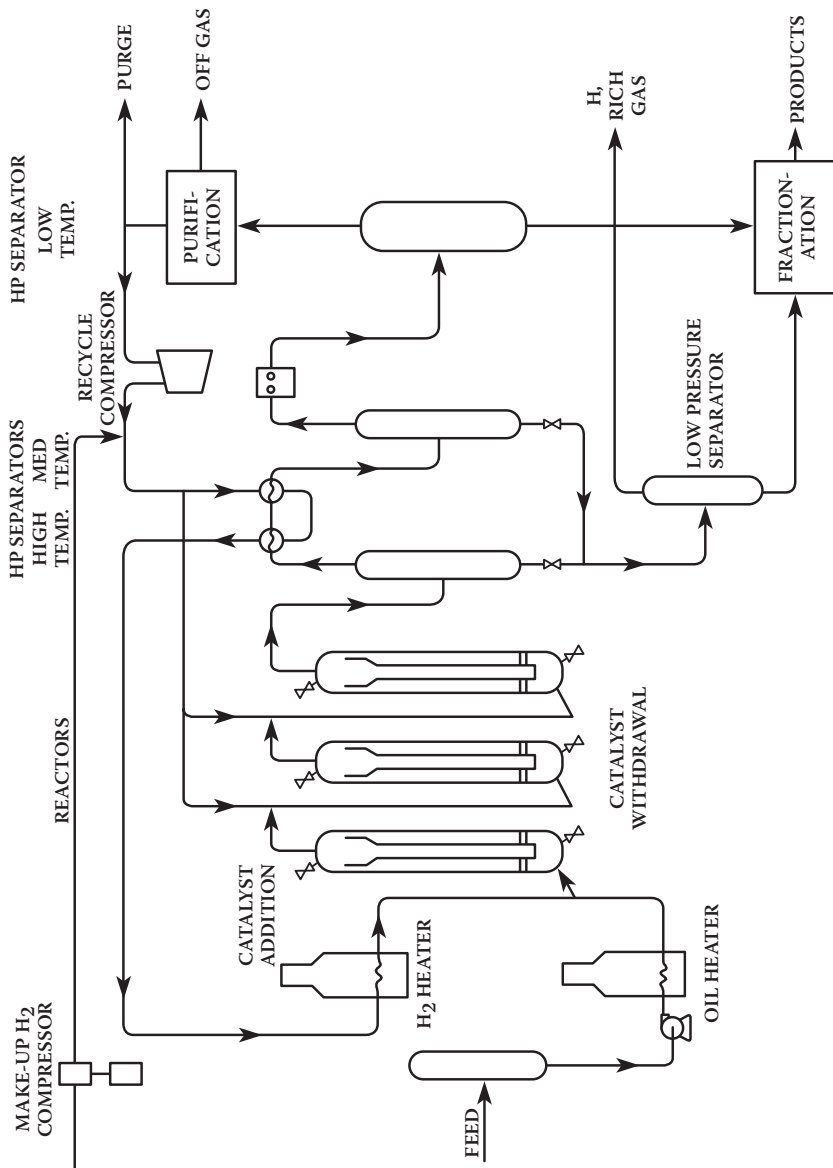 MAKE-UP H2
COMPRESSOR
REACTORS
HP SEPARATORS
HIGH
TEMP.
MED
TEMP.
RECYCLE
COMPRESSOR
HP SEPARATOR
LOW
TEMP.
PURGE
OFF GAS
PURIFI-
CATION
CATALYST
ADDITION
H2 HEATER
FEED
OIL HEATER
CATALYST
WITHDRAWAL
LOW PRESSURE
SEPARATOR
H,
RICH
GAS
FRACTION-
ATION
PRODUCTS